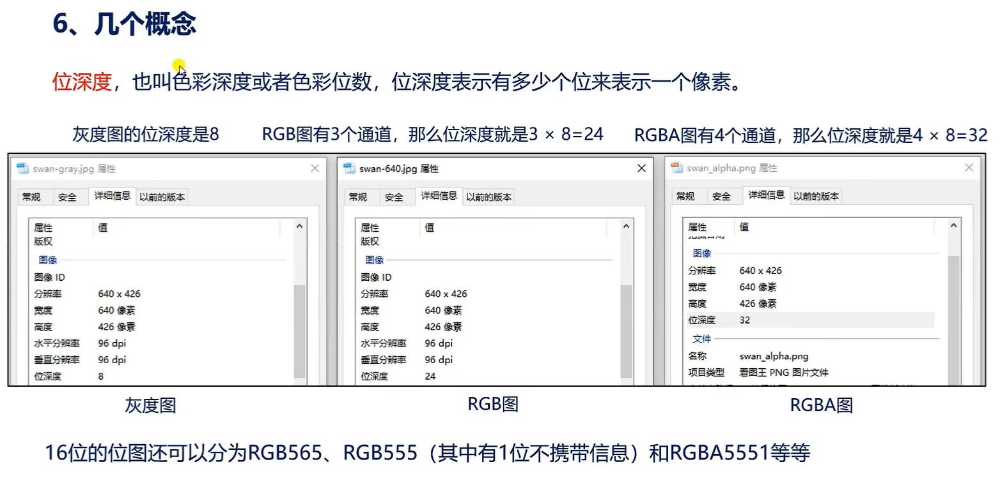 6、几个概念
位深度，也叫色彩深度或者色彩位数，位深度表示有多少个位来表示一个像素。
灰度图的位深度是8
RGB图有3个通道，那么位深度就是3 × 8=24
RGBA图有4个通道，那么位深度就是4 × 8=32
swan-gray.jpg 属性
常规 安全 详细信息 以前的版本
属性 值
版权
图像
图像 ID
分辨率 640 x 426
宽度 640 像素
高度 426 像素
水平分辨率 96 dpi
垂直分辨率 96 dpi
位深度 8
灰度图
swan-640.jpg 属性
常规 安全 详细信息 以前的版本
属性 值
版权
图像
图像 ID
分辨率 640 x 426
宽度 640 像素
高度 426 像素
水平分辨率 96 dpi
垂直分辨率 96 dpi
位深度 24
RGB图
swan_alpha.png 属性
常规 安全 详细信息 以前的版本
属性 值
图像
分辨率 640 x 426
宽度 640 像素
高度 426 像素
位深度 32
文件
名称 swan_alpha.png
项目类型 看图王 PNG 图片文件
RGBA图
16位的位图还可以分为RGB565、RGB555（其中有1位不携带信息）和RGBA5551等等